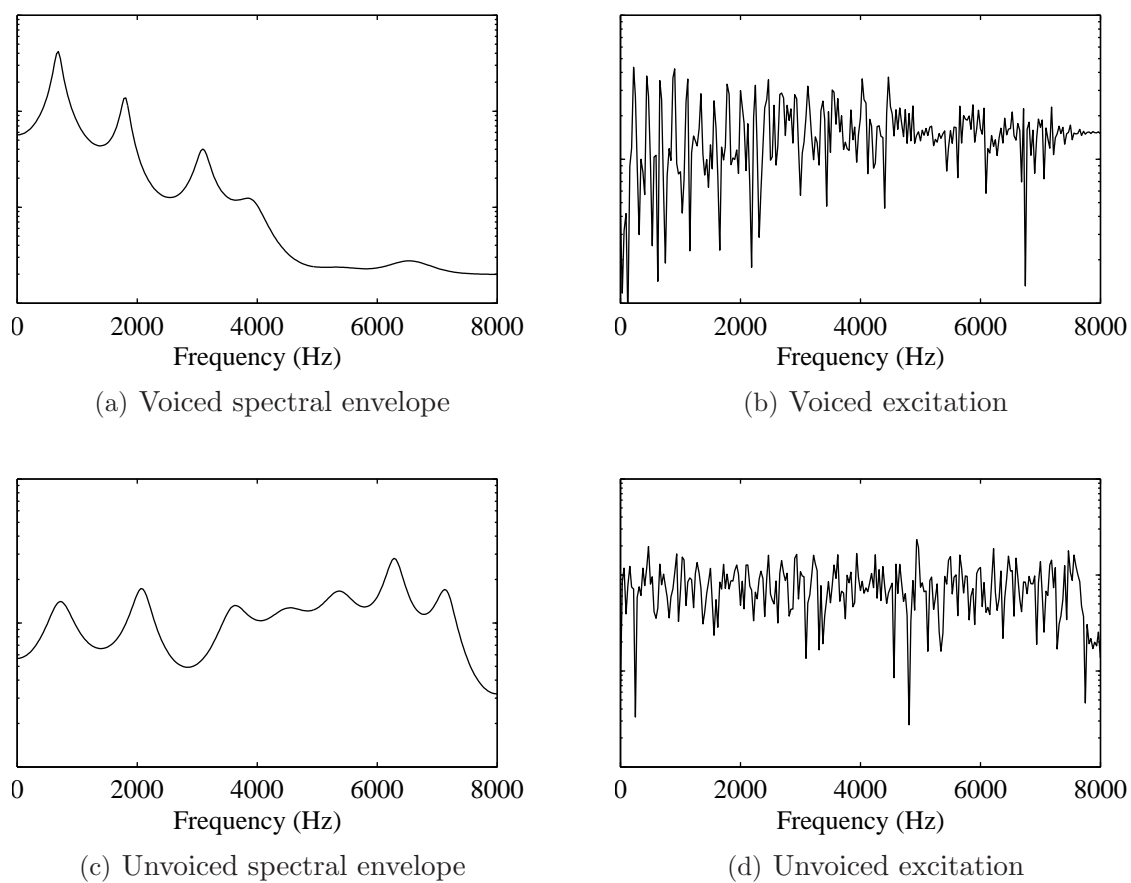 0 2000 4000 6000 8000
Frequency (Hz)
(a) Voiced spectral envelope
0 2000 4000 6000 8000
Frequency (Hz)
(b) Voiced excitation
0 2000 4000 6000 8000
Frequency (Hz)
(c) Unvoiced spectral envelope
0 2000 4000 6000 8000
Frequency (Hz)
(d) Unvoiced excitation